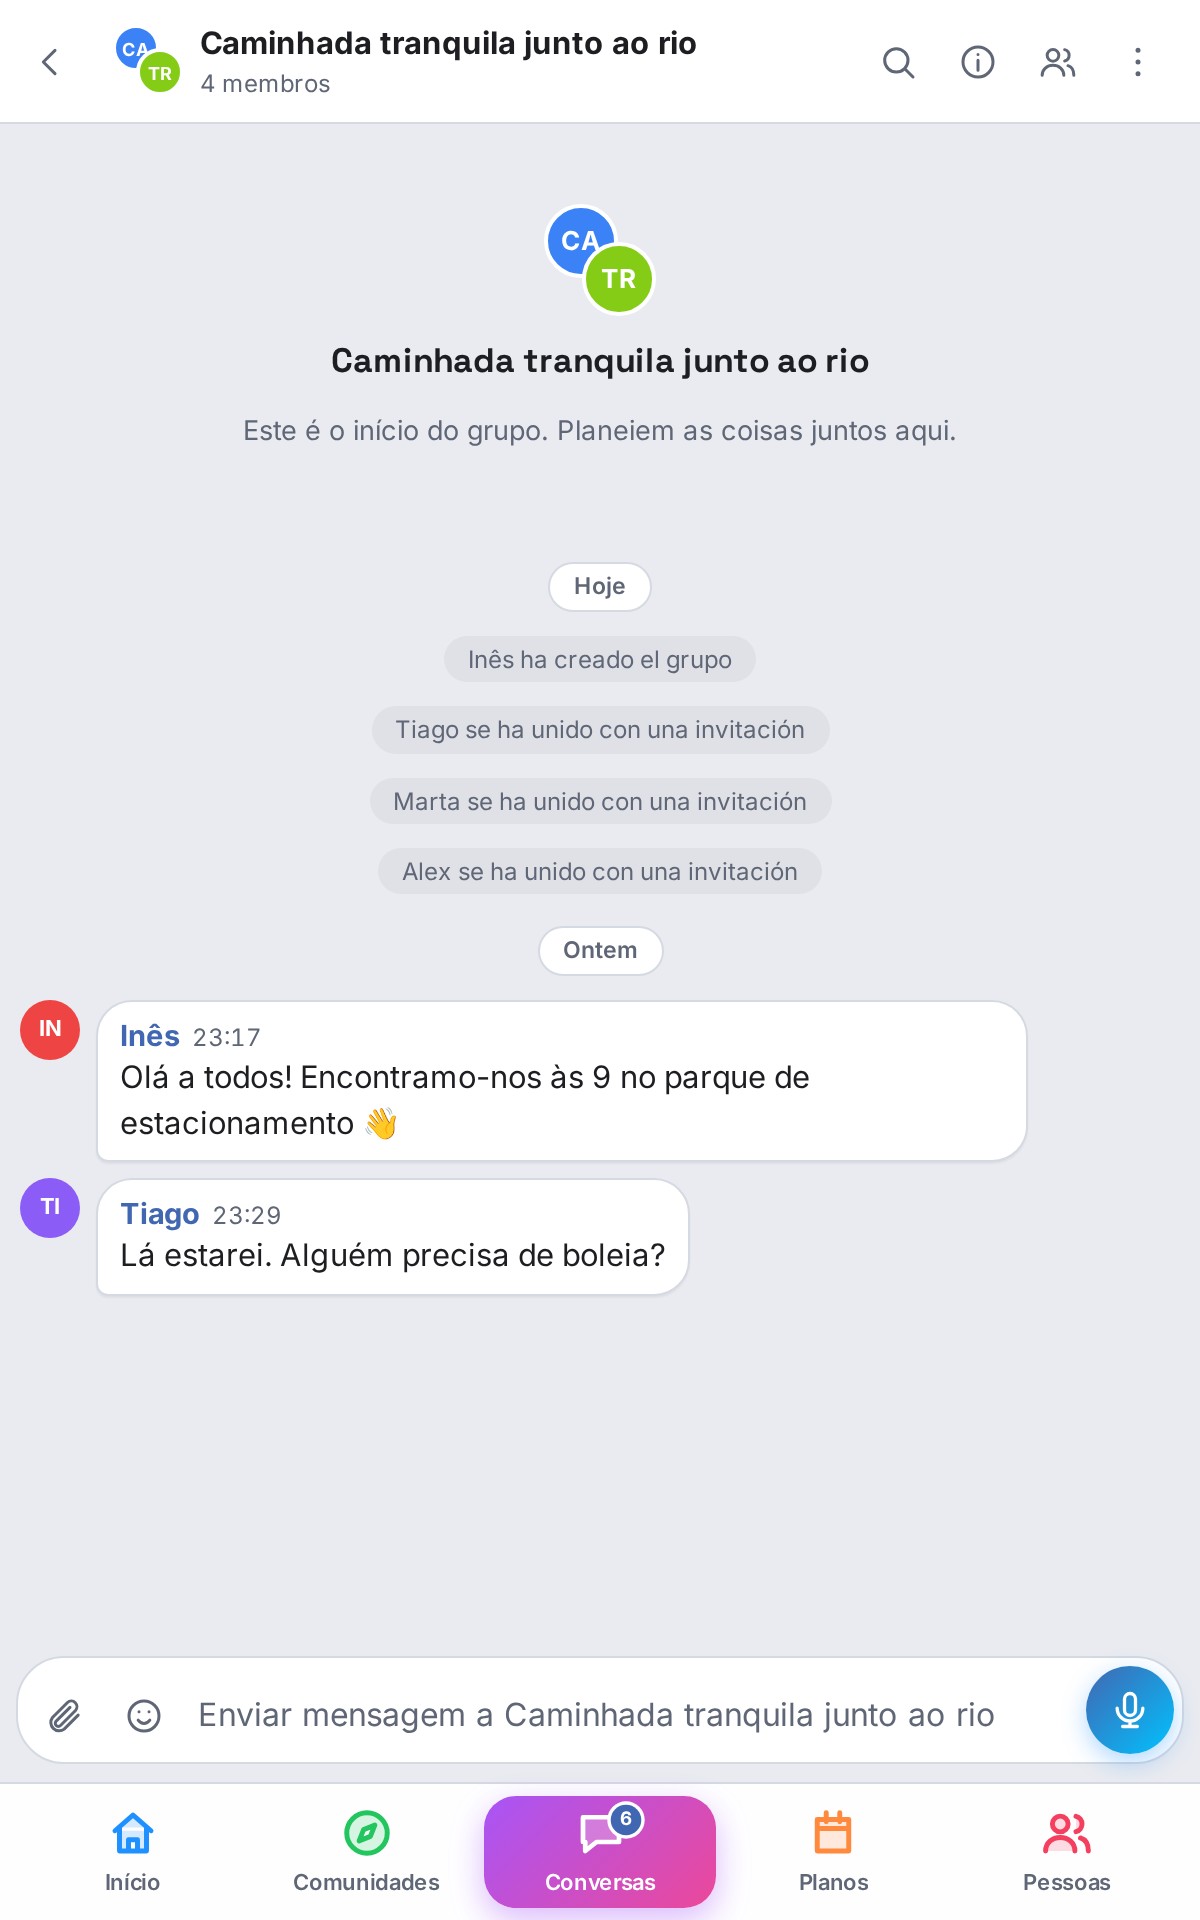 CA
TR
Caminhada tranquila junto ao rio
4 membros
CA
TR
Caminhada tranquila junto ao rio
Este é o início do grupo. Planeiem as coisas juntos aqui.
Hoje
Inês ha creado el grupo
Tiago se ha unido con una invitación
Marta se ha unido con una invitación
Alex se ha unido con una invitación
Ontem
IN
Inês 23:17
Olá a todos! Encontramo-nos às 9 no parque de
estacionamento 👋
TI
Tiago 23:29
Lá estarei. Alguém precisa de boleia?
Enviar mensagem a Caminhada tranquila junto ao rio
6
Início
Comunidades
Conversas
Planos
Pessoas